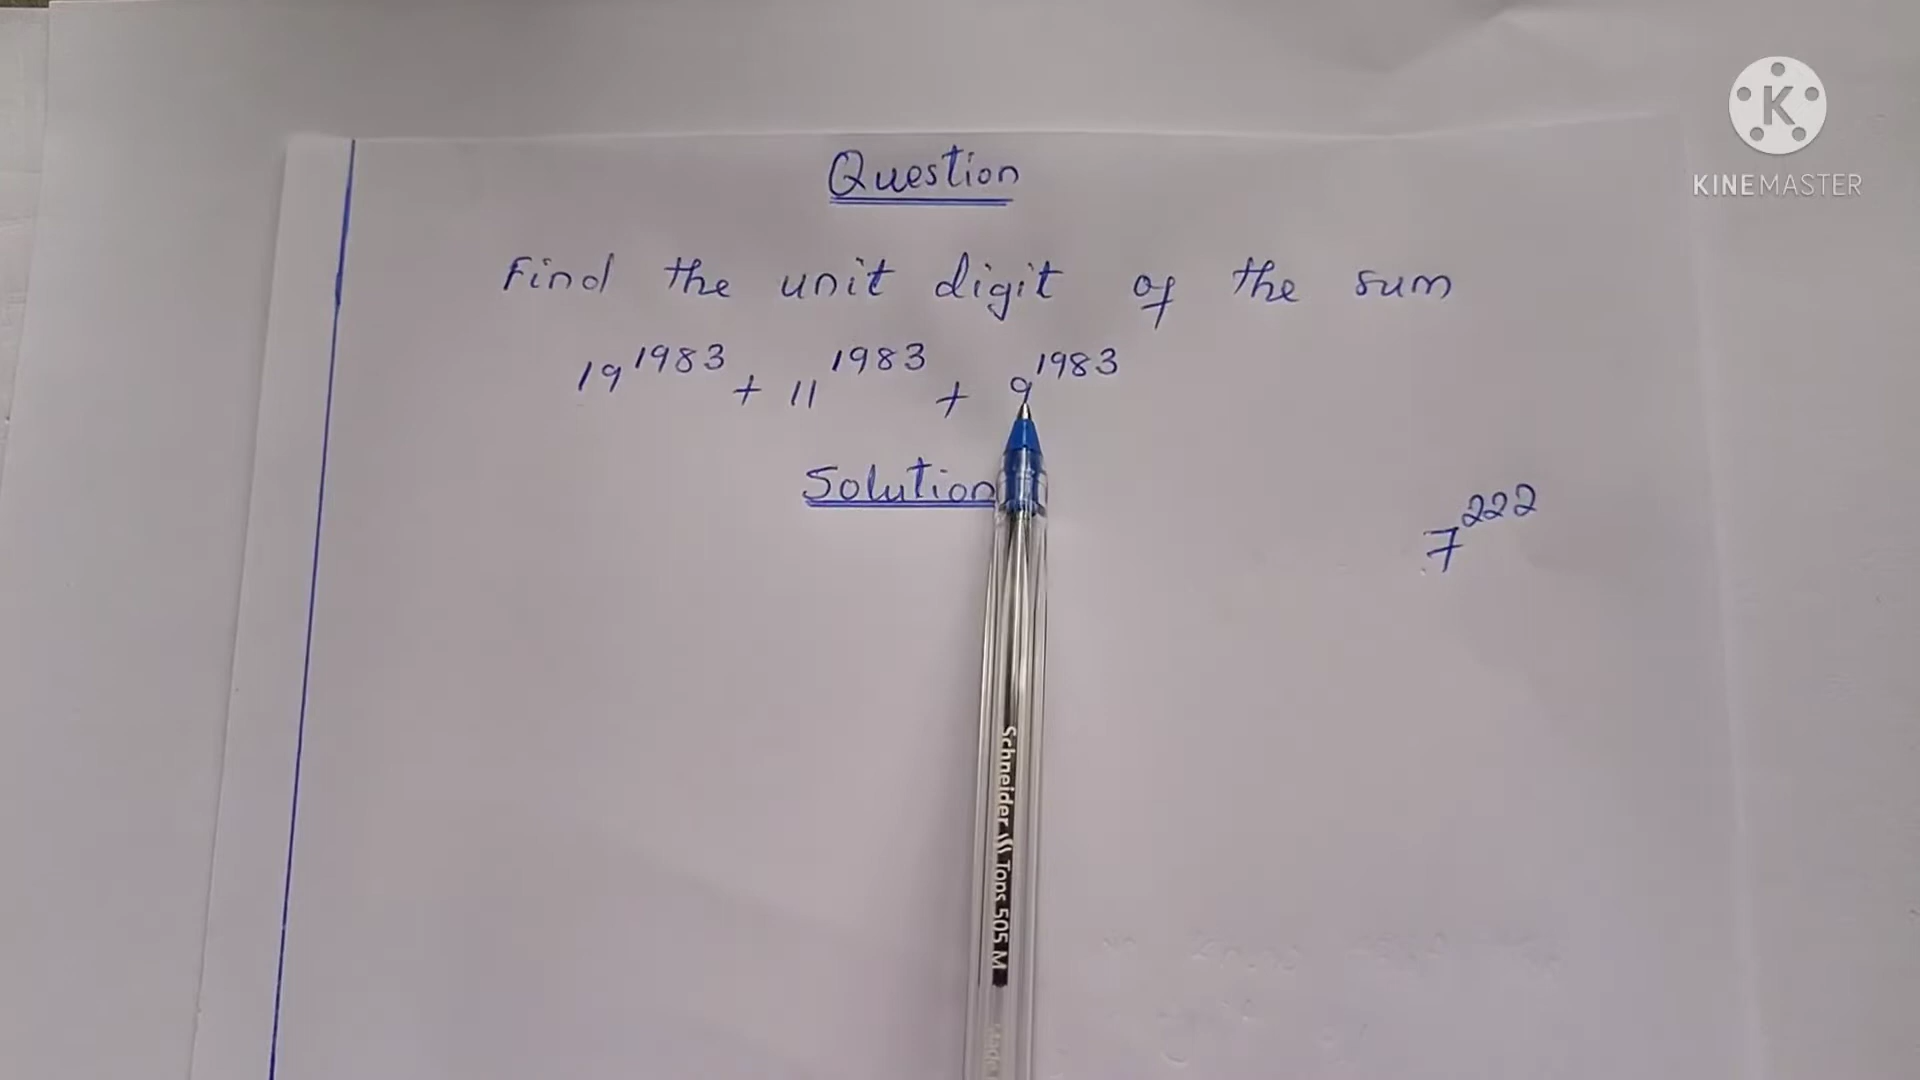 KINEMASTER
Question
Find the unit digit of the sum
19^1983 + 11^1983 + 9^1983
Solution
7^222
Schneider Tops 505 M